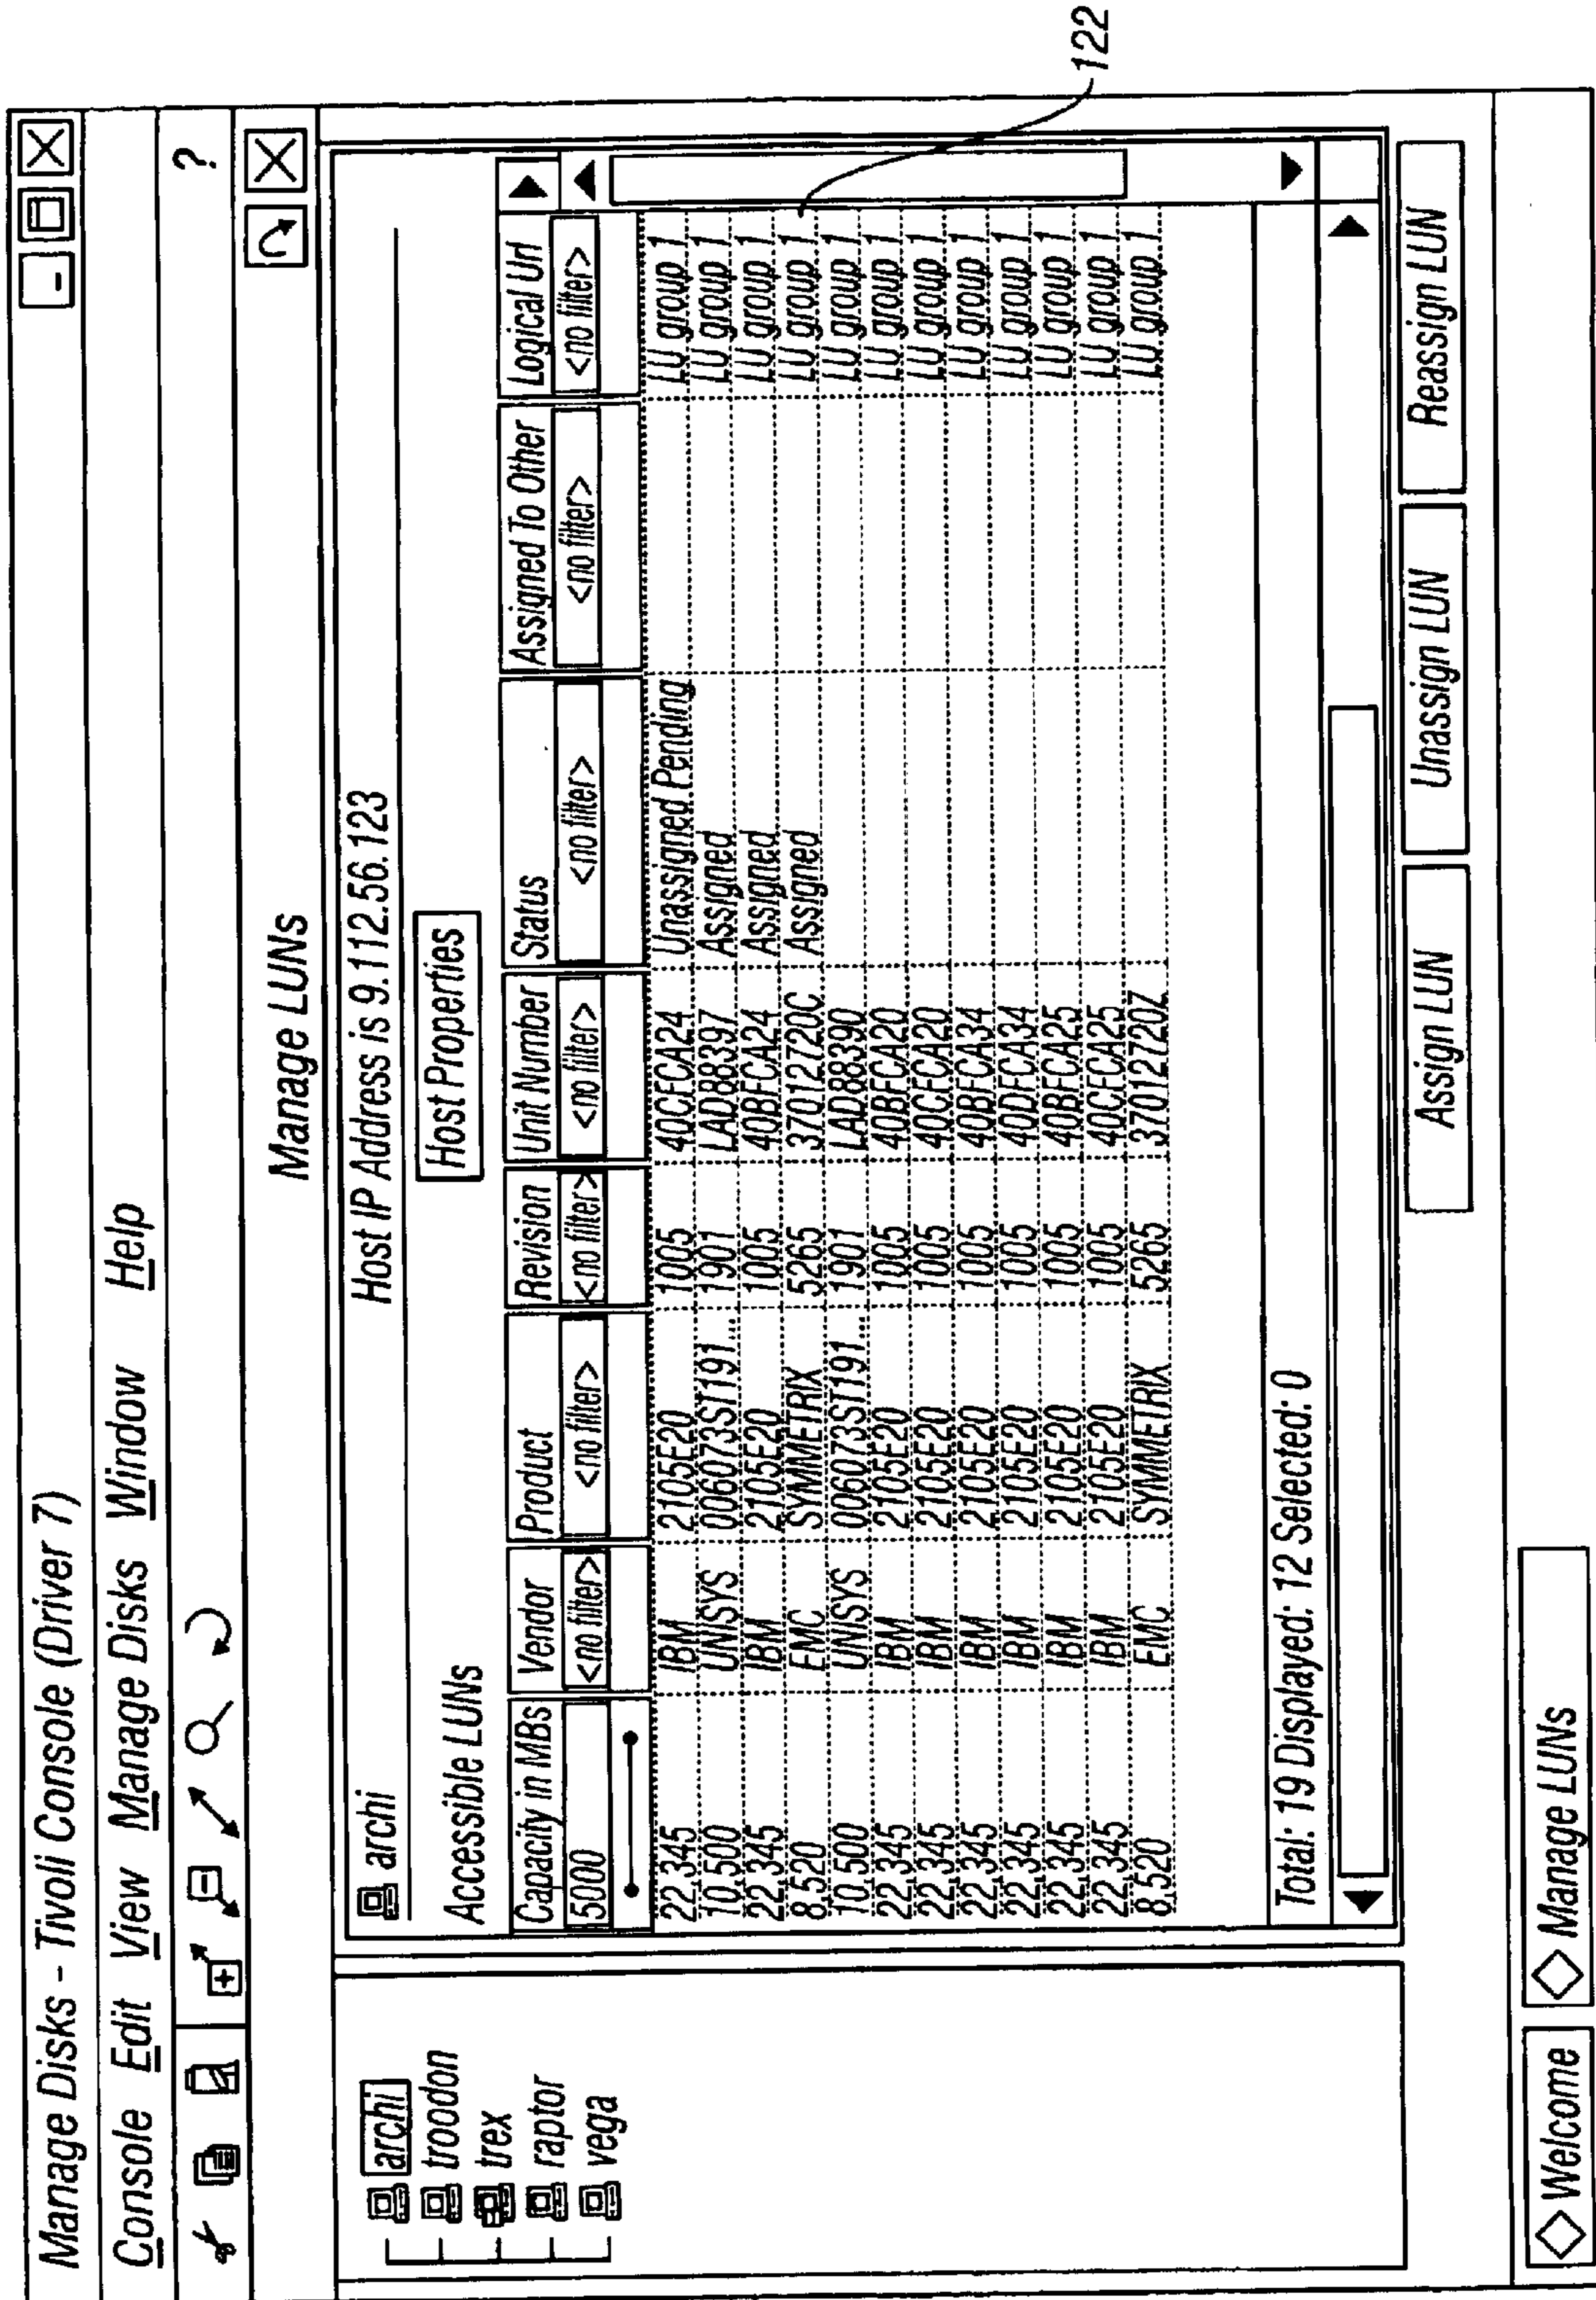 Manage Disks - Tivoli Console (Driver 7)
Console Edit View Manage Disks Window Help
?
Manage LUNs
archi
troodon
trex
raptor
vega
archi Host IP Address is 9.112.56.123
Host Properties
Accessible LUNs
Capacity in MBs Vendor Product Revision Unit Number Status Assigned To Other Logical Uri
5000 <no filter> <no filter> <no filter> <no filter> <no filter> <no filter> <no filter>
22,345 IBM 2105E20 1005 40CFCA24 Unassigned Pending LU group 1
10,500 UNISYS 006073ST191... 1901 LAD88397 Assigned LU group 1
22,345 IBM 2105E20 1005 40BFCA24 Assigned LU group 1
8,520 EMC SYMMETRIX 5265 37012720C Assigned LU group 1
10,500 UNISYS 006073ST191... 1901 LAD88390 LU group 1
22,345 IBM 2105E20 1005 40BFCA20 LU group 1
22,345 IBM 2105E20 1005 40CFCA20 LU group 1
22,345 IBM 2105E20 1005 40BFCA34 LU group 1
22,345 IBM 2105E20 1005 40DFCA34 LU group 1
22,345 IBM 2105E20 1005 40BFCA25 LU group 1
22,345 IBM 2105E20 1005 40CFCA25 LU group 1
8,520 EMC SYMMETRIX 5265 37012720Z LU group 1
122
Total: 19 Displayed: 12 Selected: 0
Assign LUN Unassign LUN Reassign LUN
Welcome Manage LUNs